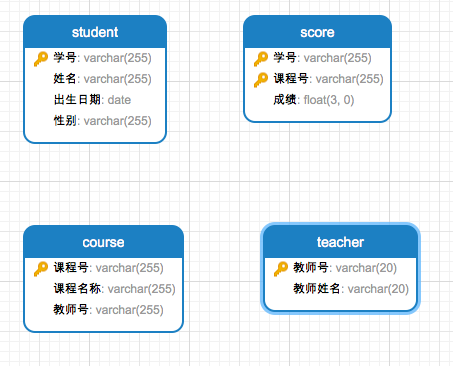 student
学号: varchar(255)
姓名: varchar(255)
出生日期: date
性别: varchar(255)
score
学号: varchar(255)
课程号: varchar(255)
成绩: float(3, 0)
course
课程号: varchar(255)
课程名称: varchar(255)
教师号: varchar(255)
teacher
教师号: varchar(20)
教师姓名: varchar(20)